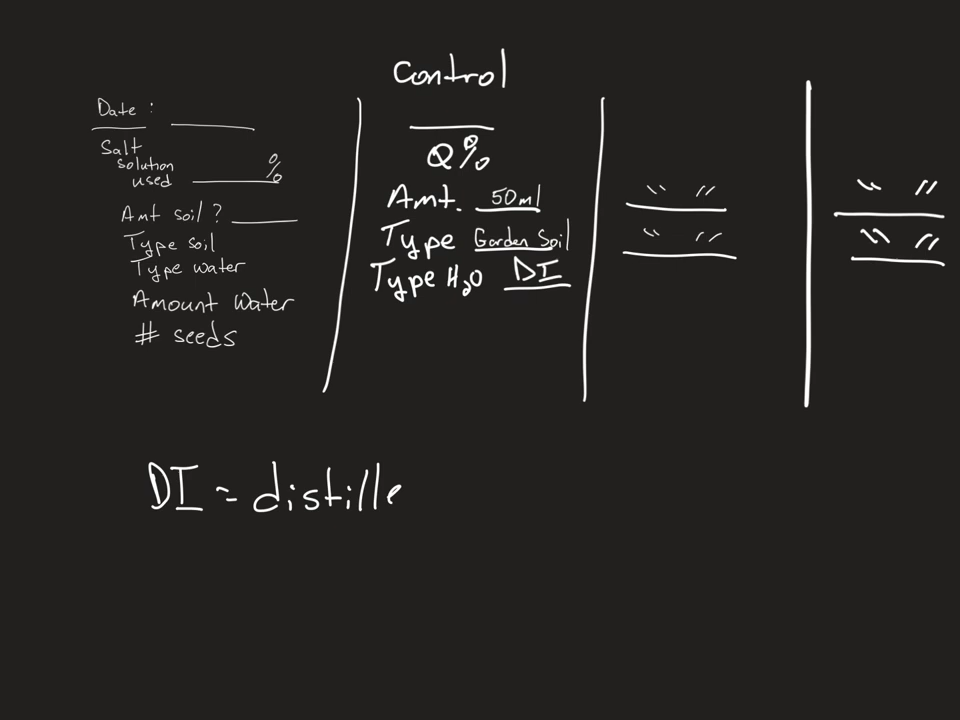 Control
Date :
Salt
solution
used %
Amt soil ?
Type soil
Type water
Amount Water
# seeds
0%
Amt. 50ml
Type Garden Soil
Type H₂O DI
" "
" "
" "
" "
DI = distille